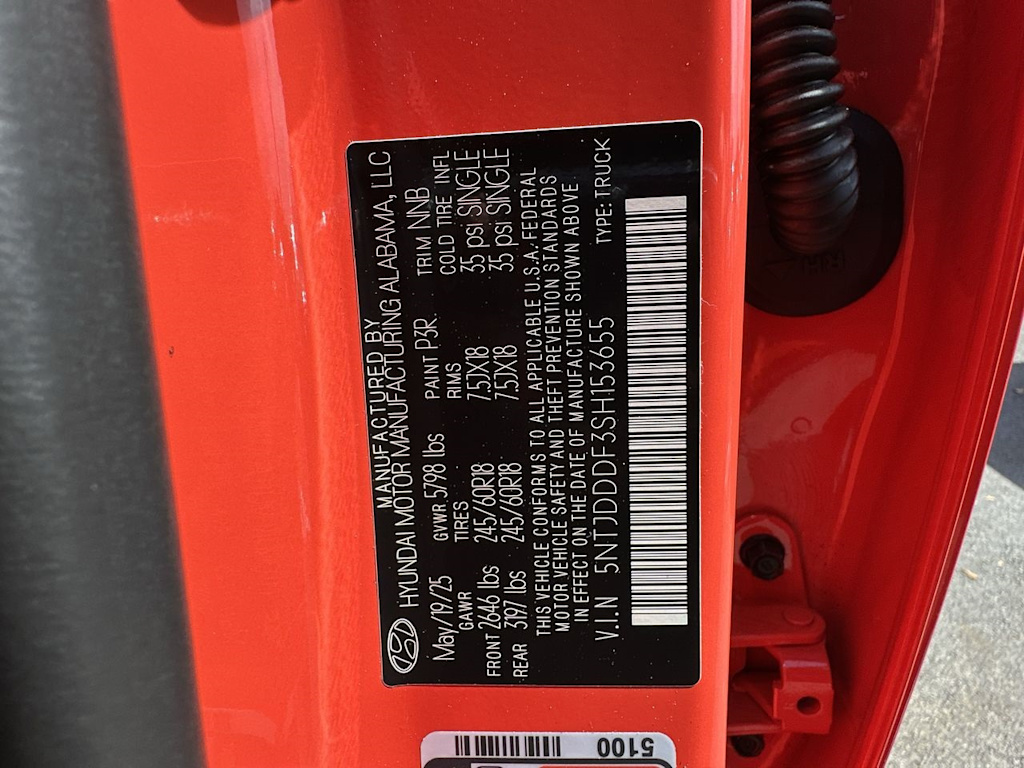 MANUFACTURED BY
HYUNDAI MOTOR MANUFACTURING ALABAMA, LLC
May/19/25 GVWR 5798 lbs PAINT P3R TRIM NNB
GAWR TIRES RIMS COLD TIRE INFL
FRONT 2646 lbs 245/60R18 7.5JX18 35 psi SINGLE
REAR 3197 lbs 245/60R18 7.5JX18 35 psi SINGLE
THIS VEHICLE CONFORMS TO ALL APPLICABLE U.S.A. FEDERAL
MOTOR VEHICLE SAFETY AND THEFT PREVENTION STANDARDS
IN EFFECT ON THE DATE OF MANUFACTURE SHOWN ABOVE
V.I.N 5NTJDDDF3SH153655 TYPE: TRUCK
5100